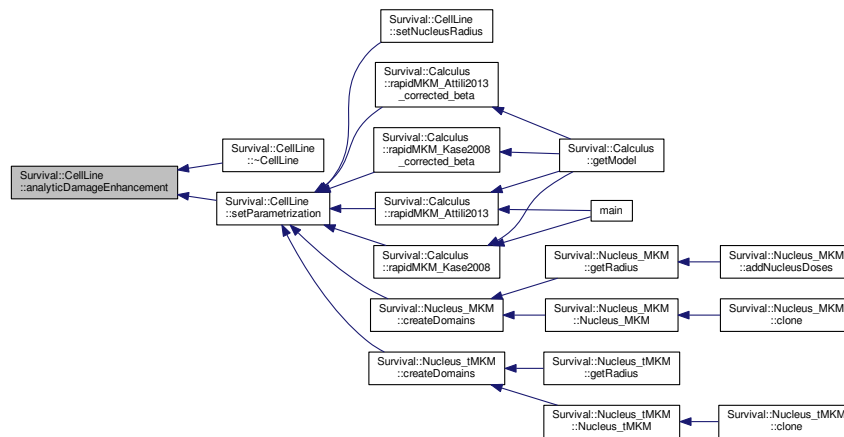 Survival::CellLine
::setNucleusRadius
Survival::Calculus
::rapidMKM_Attili2013
_corrected_beta
Survival::CellLine
::~CellLine
Survival::Calculus
::rapidMKM_Kase2008
_corrected_beta
Survival::Calculus
::getModel
Survival::CellLine
::analyticDamageEnhancement
Survival::CellLine
::setParametrization
Survival::Calculus
::rapidMKM_Attili2013
main
Survival::Calculus
::rapidMKM_Kase2008
Survival::Nucleus_MKM
::getRadius
Survival::Nucleus_MKM
::addNucleusDoses
Survival::Nucleus_MKM
::createDomains
Survival::Nucleus_MKM
::Nucleus_MKM
Survival::Nucleus_MKM
::clone
Survival::Nucleus_tMKM
::createDomains
Survival::Nucleus_tMKM
::getRadius
Survival::Nucleus_tMKM
::Nucleus_tMKM
Survival::Nucleus_tMKM
::clone